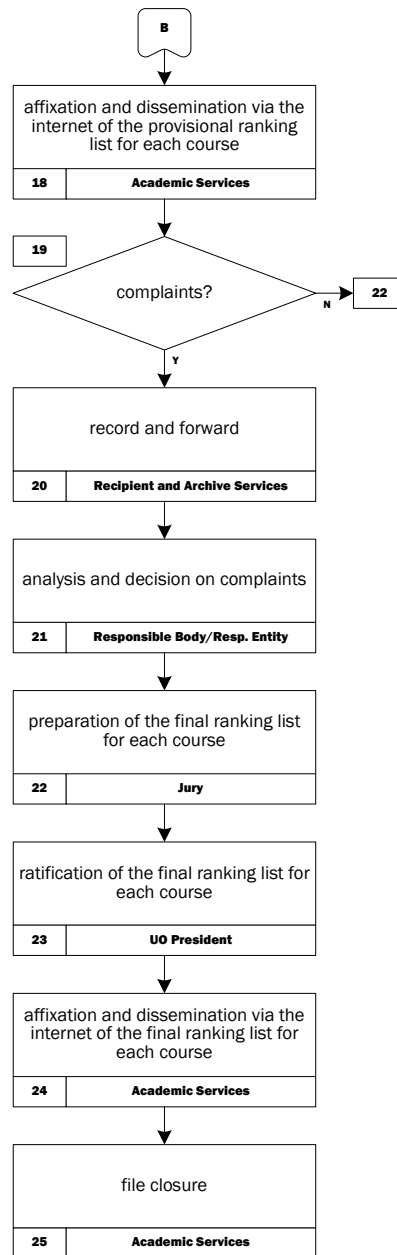 B
affixation and dissemination via the
internet of the provisional ranking
list for each course
18 Academic Services
19
complaints?
N
22
Y
record and forward
20 Recipient and Archive Services
analysis and decision on complaints
21 Responsible Body/Resp. Entity
preparation of the final ranking list
for each course
22 Jury
ratification of the final ranking list for
each course
23 UO President
affixation and dissemination via the
internet of the final ranking list for
each course
24 Academic Services
file closure
25 Academic Services